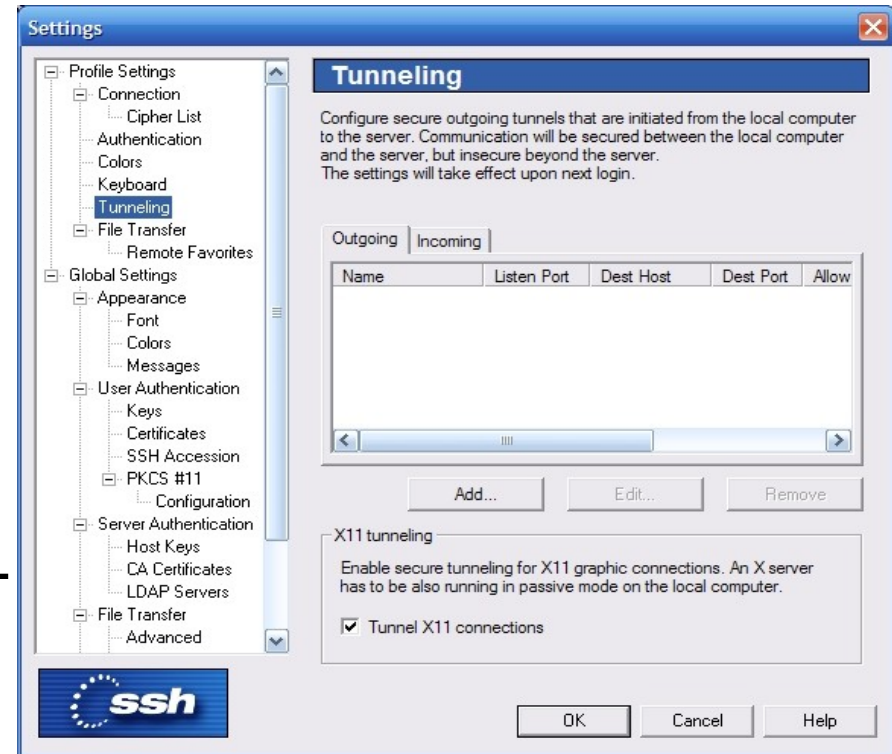 Settings
Profile Settings
Connection
Cipher List
Authentication
Colors
Keyboard
Tunneling
File Transfer
Remote Favorites
Global Settings
Appearance
Font
Colors
Messages
User Authentication
Keys
Certificates
SSH Accession
PKCS #11
Configuration
Server Authentication
Host Keys
CA Certificates
LDAP Servers
File Transfer
Advanced
ssh
Tunneling
Configure secure outgoing tunnels that are initiated from the local computer
to the server. Communication will be secured between the local computer
and the server, but insecure beyond the server.
The settings will take effect upon next login.
Outgoing Incoming
Name Listen Port Dest Host Dest Port Allow
Add... Edit... Remove
X11 tunneling
Enable secure tunneling for X11 graphic connections. An X server
has to be also running in passive mode on the local computer.
Tunnel X11 connections
OK Cancel Help